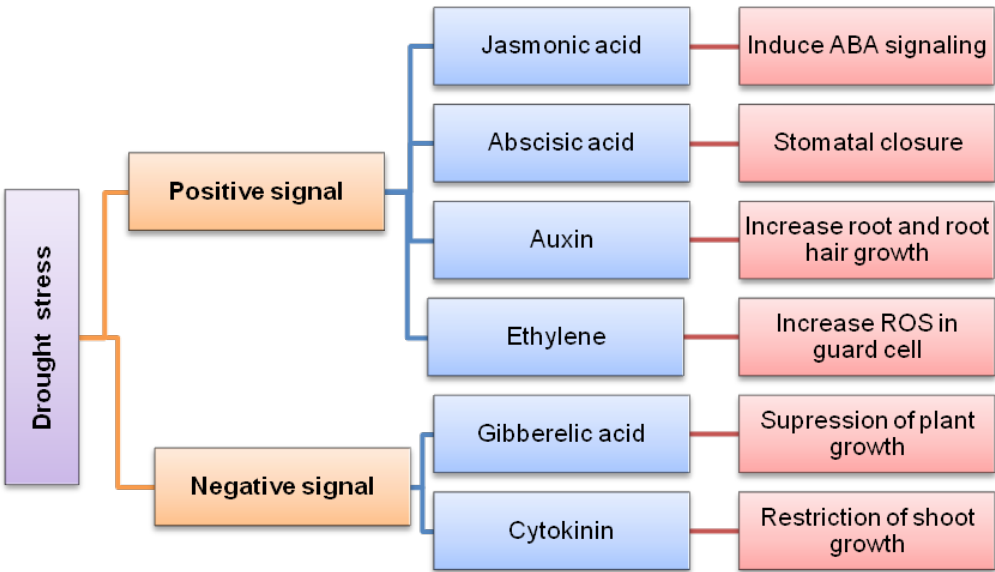 Drought stress
Positive signal
Jasmonic acid
Induce ABA signaling
Abscisic acid
Stomatal closure
Auxin
Increase root and root
hair growth
Ethylene
Increase ROS in
guard cell
Negative signal
Gibberelic acid
Supression of plant
growth
Cytokinin
Restriction of shoot
growth